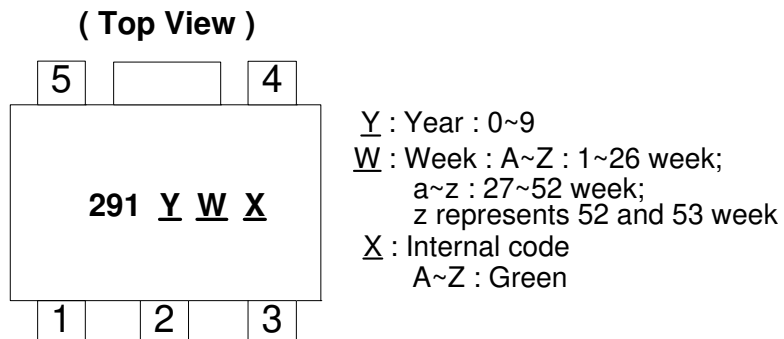 ( Top View )
5 4
291 Y W X
1 2 3
Y : Year : 0~9
W : Week : A~Z : 1~26 week;
a~z : 27~52 week;
z represents 52 and 53 week
X : Internal code
A~Z : Green